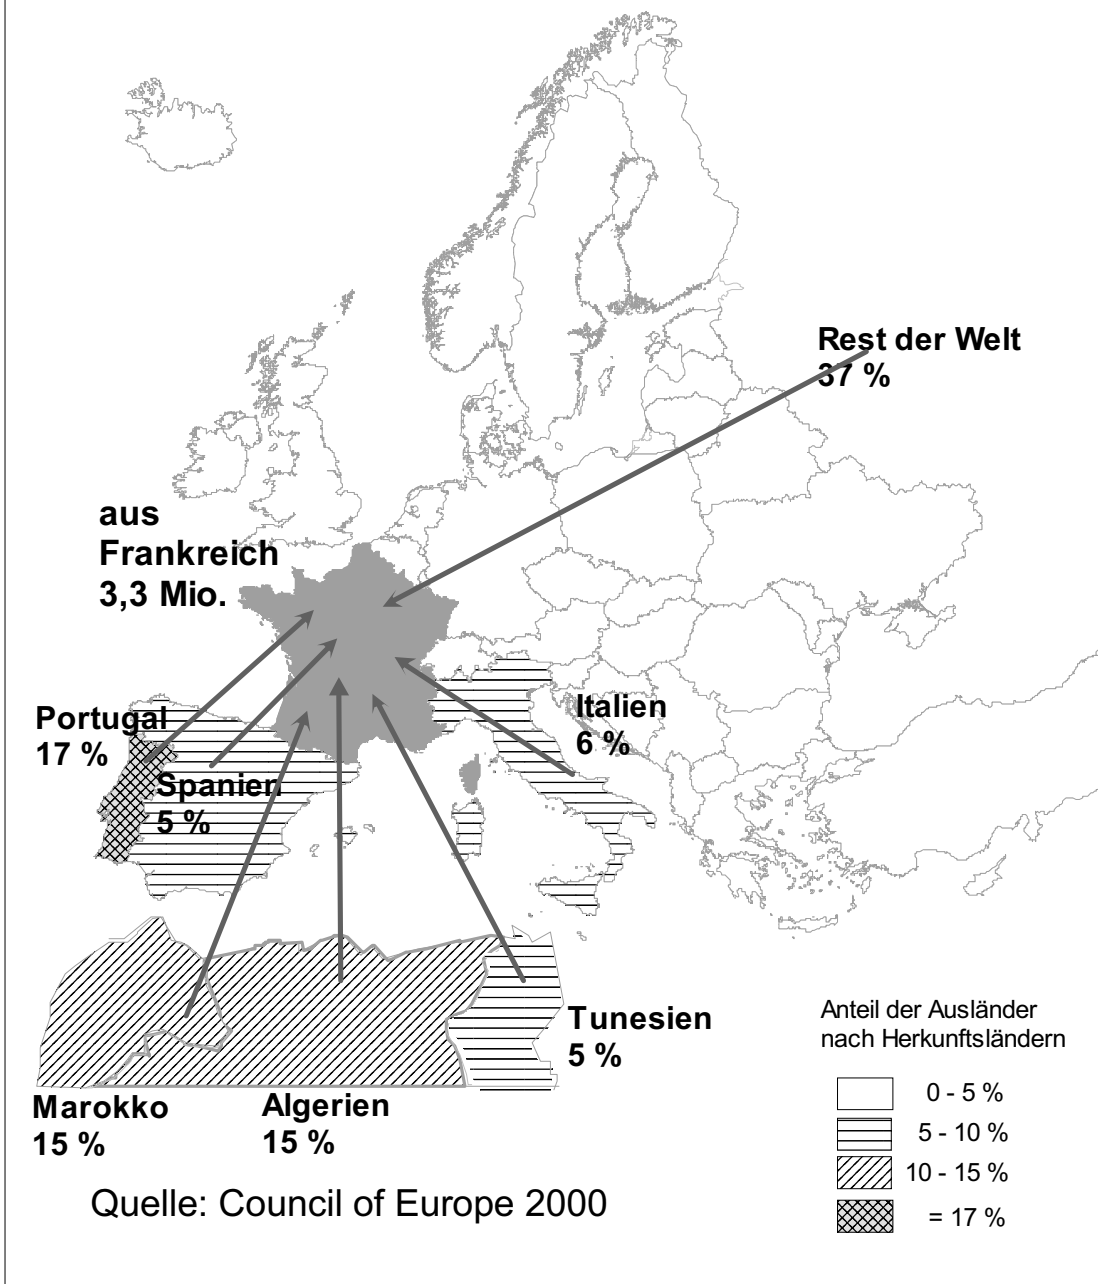 Rest der Welt
37 %
aus
Frankreich
3,3 Mio.
Portugal
17 %
Spanien
5 %
Italien
6 %
Tunesien
5 %
Marokko
15 %
Algerien
15 %
Anteil der Ausländer
nach Herkunftsländern
0 - 5 %
5 - 10 %
10 - 15 %
= 17 %
Quelle: Council of Europe 2000